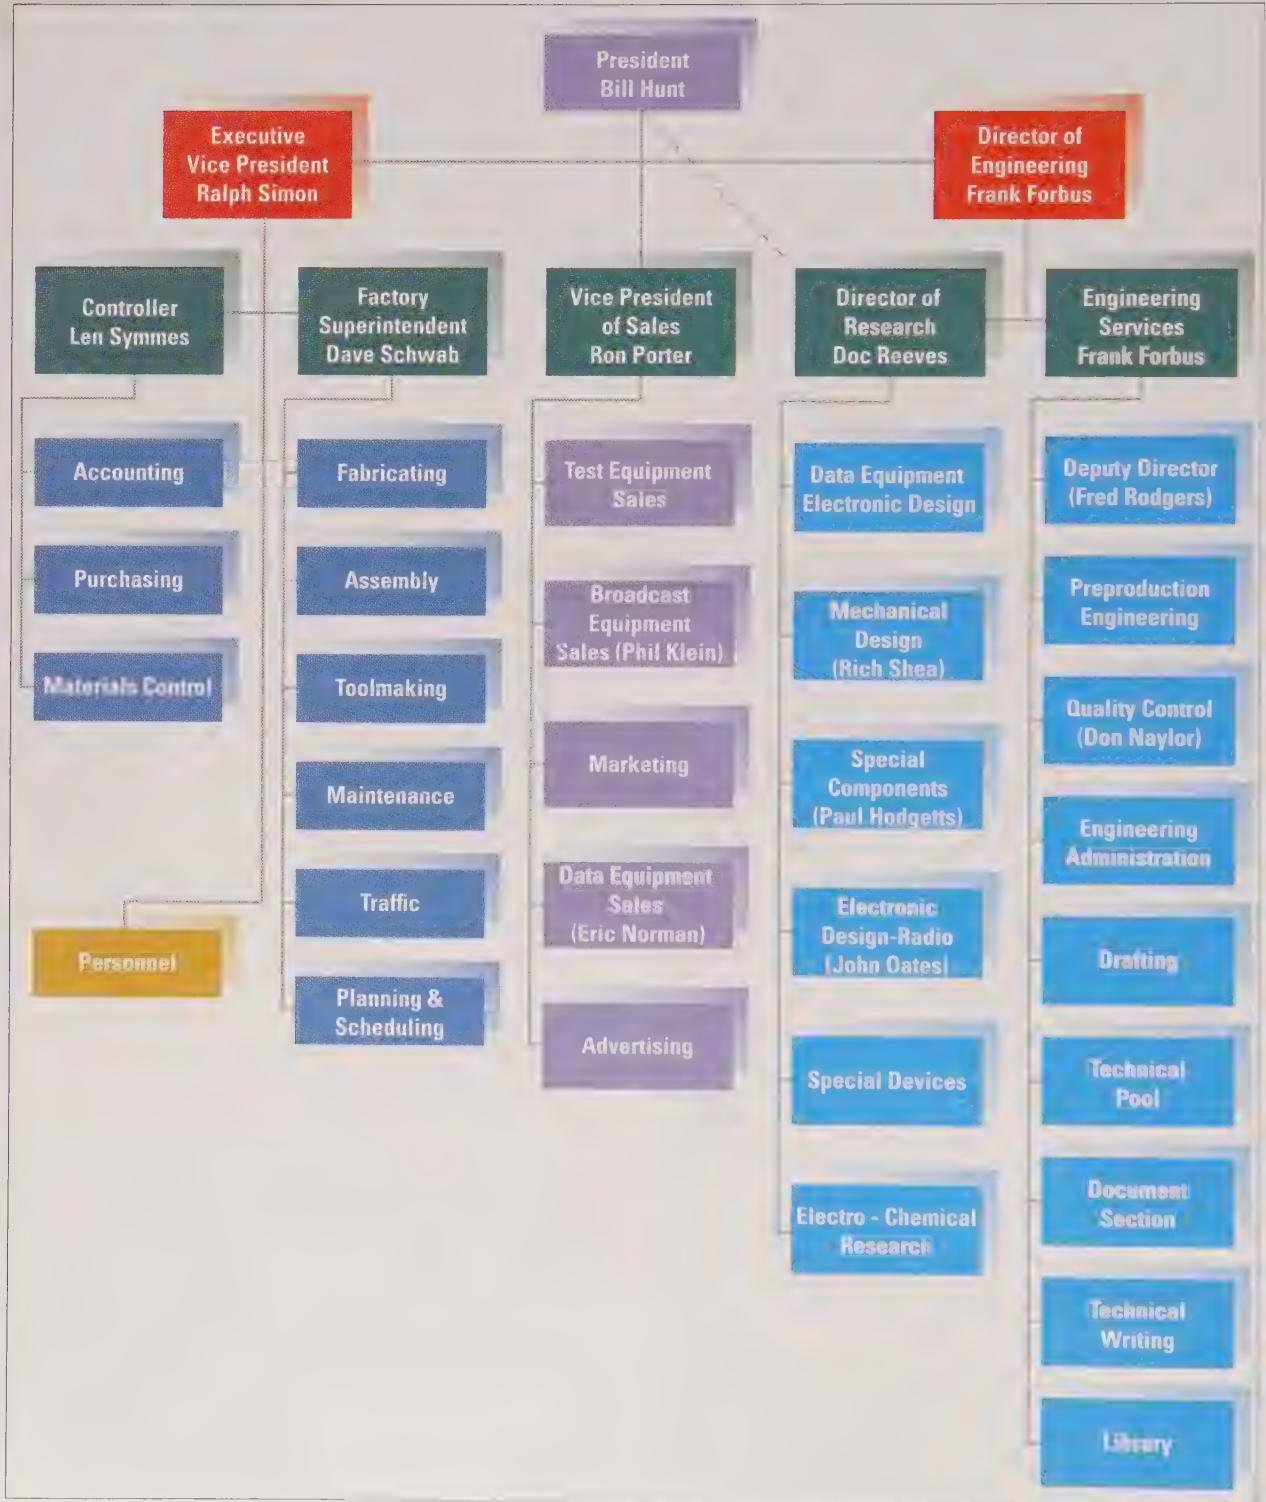 President
Bill Hunt
Executive
Vice President
Ralph Simon
Director of
Engineering
Frank Forbus
Controller
Len Symmes
Factory
Superintendent
Dave Schwab
Vice President
of Sales
Ron Porter
Director of
Research
Doc Reeves
Engineering
Services
Frank Forbus
Accounting
Purchasing
Materials Control
Personnel
Fabricating
Assembly
Toolmaking
Maintenance
Traffic
Planning &
Scheduling
Test Equipment
Sales
Broadcast
Equipment
Sales (Phil Klein)
Marketing
Data Equipment
Sales
(Eric Norman)
Advertising
Data Equipment
Electronic Design
Mechanical
Design
(Rich Shea)
Special
Components
(Paul Hodgetts)
Electronic
Design-Radio
(John Oates)
Special Devices
Electro - Chemical
Research
Deputy Director
(Fred Rodgers)
Preproduction
Engineering
Quality Control
(Don Naylor)
Engineering
Administration
Drafting
Technical
Pool
Document
Section
Technical
Writing
Library